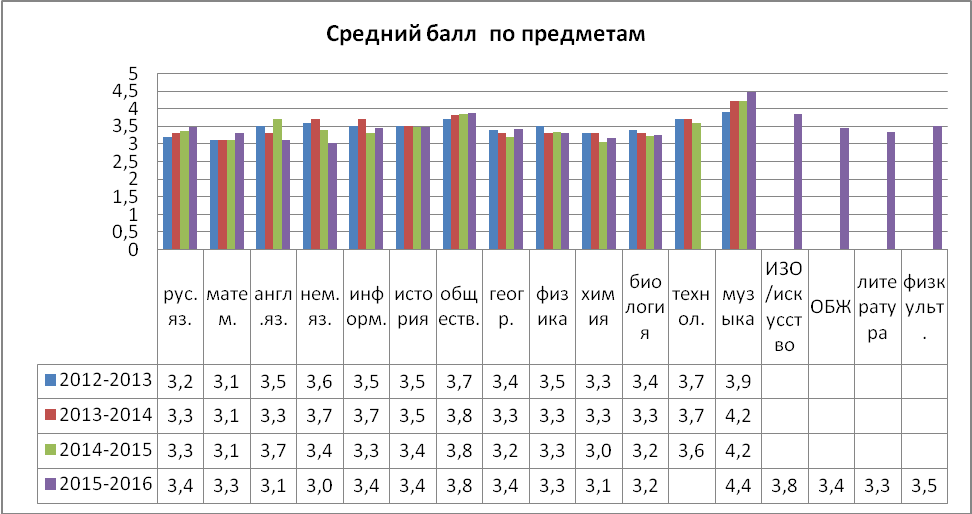 Средний балл по предметам
5
4,5
4
3,5
3
2,5
2
1,5
1
0,5
0
рус. яз.
мате м.
англ .яз.
нем. яз.
инф орм.
исто рия
общ еств.
геог р.
физ ика
хим ия
био логи я
техн ол.
муз ыка
ИЗО /иск усст во
ОБЖ
лите рату ра
физк ульт .
2012-2013 3,2 3,1 3,5 3,6 3,5 3,5 3,7 3,4 3,5 3,3 3,4 3,7 3,9
2013-2014 3,3 3,1 3,3 3,7 3,7 3,5 3,8 3,3 3,3 3,3 3,3 3,7 4,2
2014-2015 3,3 3,1 3,7 3,4 3,3 3,4 3,8 3,2 3,3 3,0 3,2 3,6 4,2
2015-2016 3,4 3,3 3,1 3,0 3,4 3,4 3,8 3,4 3,3 3,1 3,2 4,4 3,8 3,4 3,3 3,5